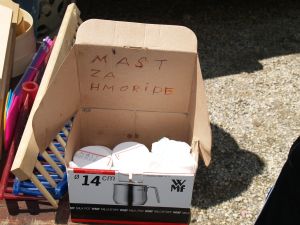 MAST
ZA
HMORIDE
ø 14 cm
WMF